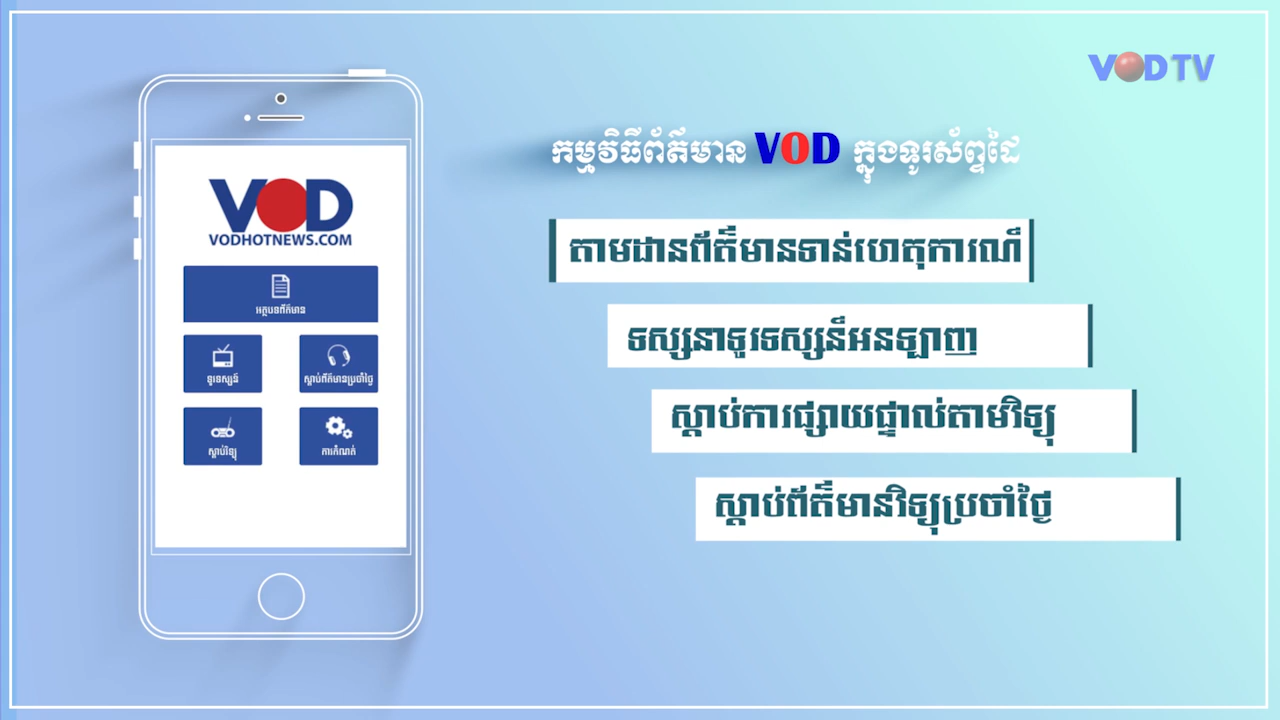 VOD TV
កម្មវិធីព័ត៌មាន VOD ក្នុងទូរស័ព្ទដៃ
តាមដានព័ត៌មានទាន់ហេតុការណ៍
ទស្សនាទូរទស្សន៍អនឡាញ
ស្ដាប់ការផ្សាយផ្ទាល់តាមវិទ្យុ
ស្ដាប់ព័ត៌មានវិទ្យុប្រចាំថ្ងៃ
VOD
VODHOTNEWS.COM
អត្ថបទព័ត៌មាន
ទូរទស្សន៍
ស្ដាប់ព័ត៌មានប្រចាំថ្ងៃ
ស្ដាប់វិទ្យុ
ការកំណត់